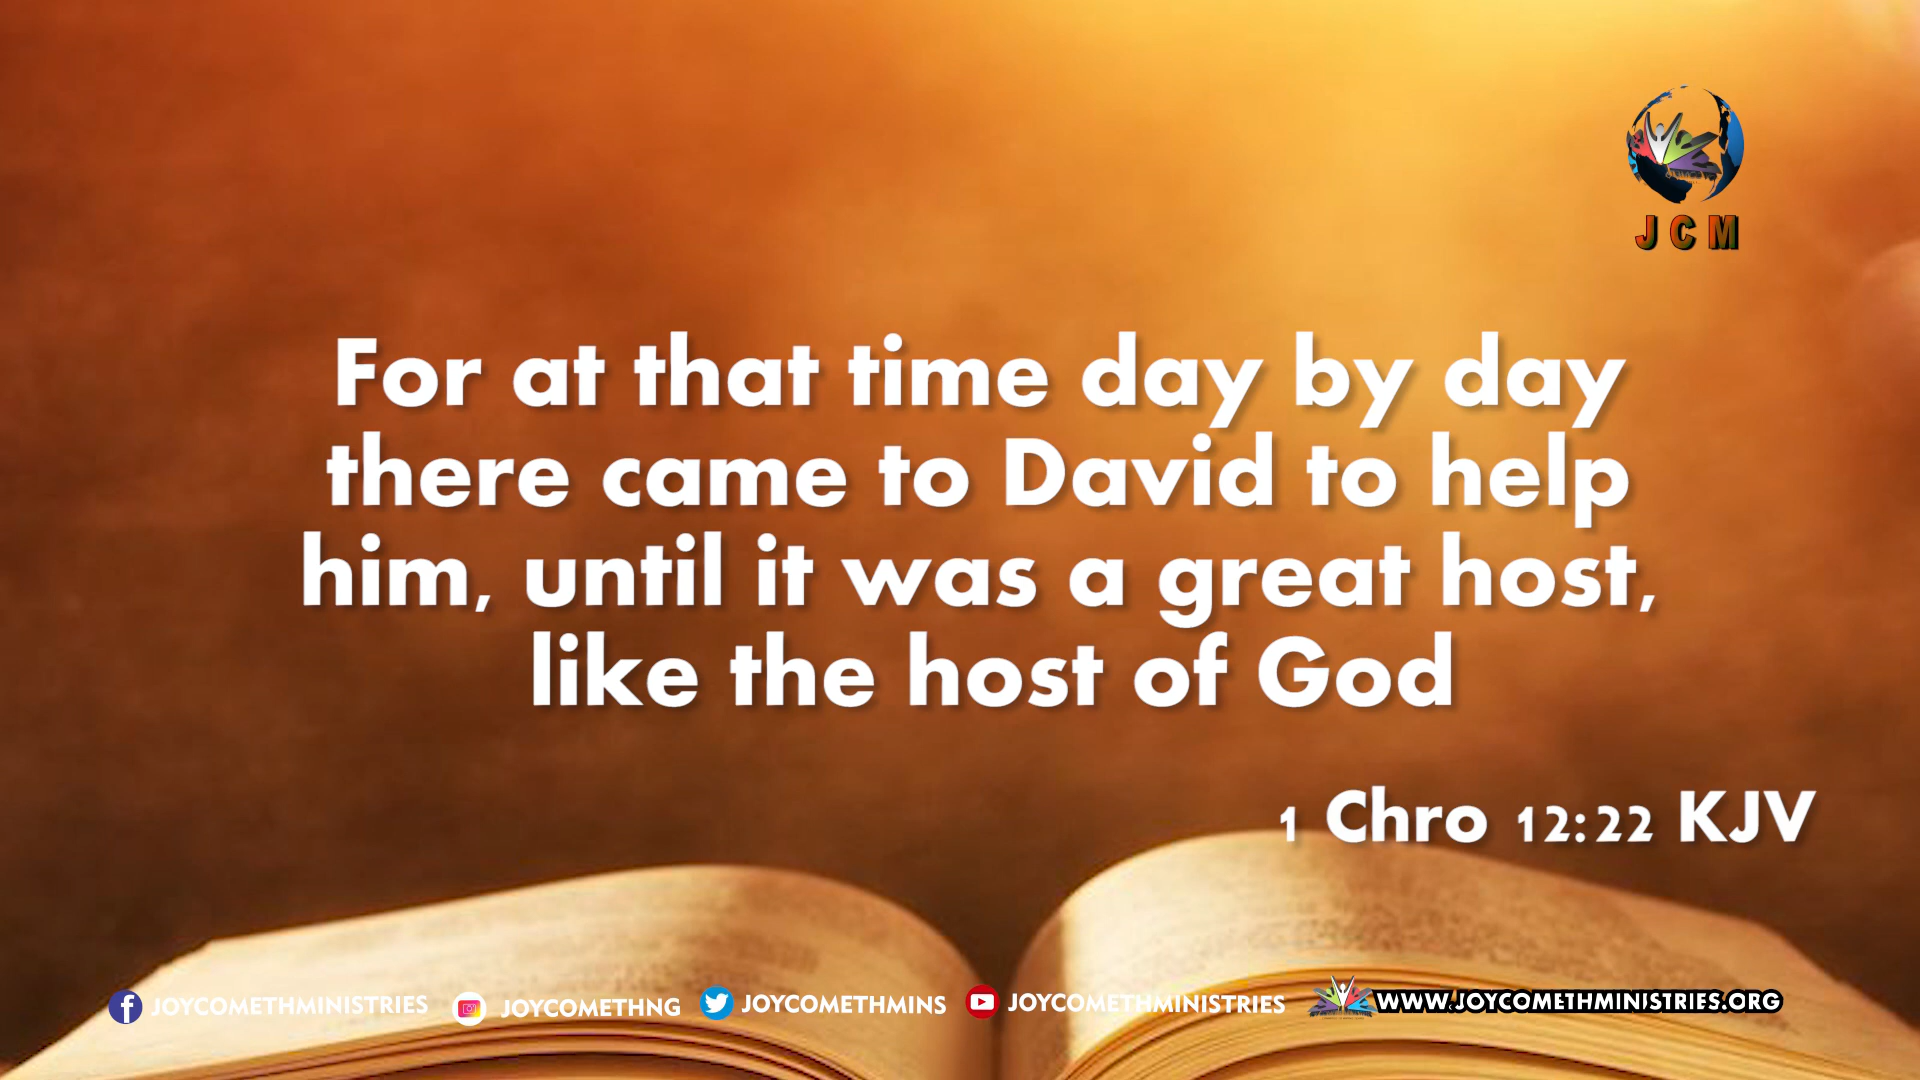 J C M
For at that time day by day
there came to David to help
him, until it was a great host,
like the host of God
1 Chro 12:22 KJV
JOYCOMETHMINISTRIES JOYCOMETHNG JOYCOMETHMINS JOYCOMETHMINISTRIES WWW.JOYCOMETHMINISTRIES.ORG